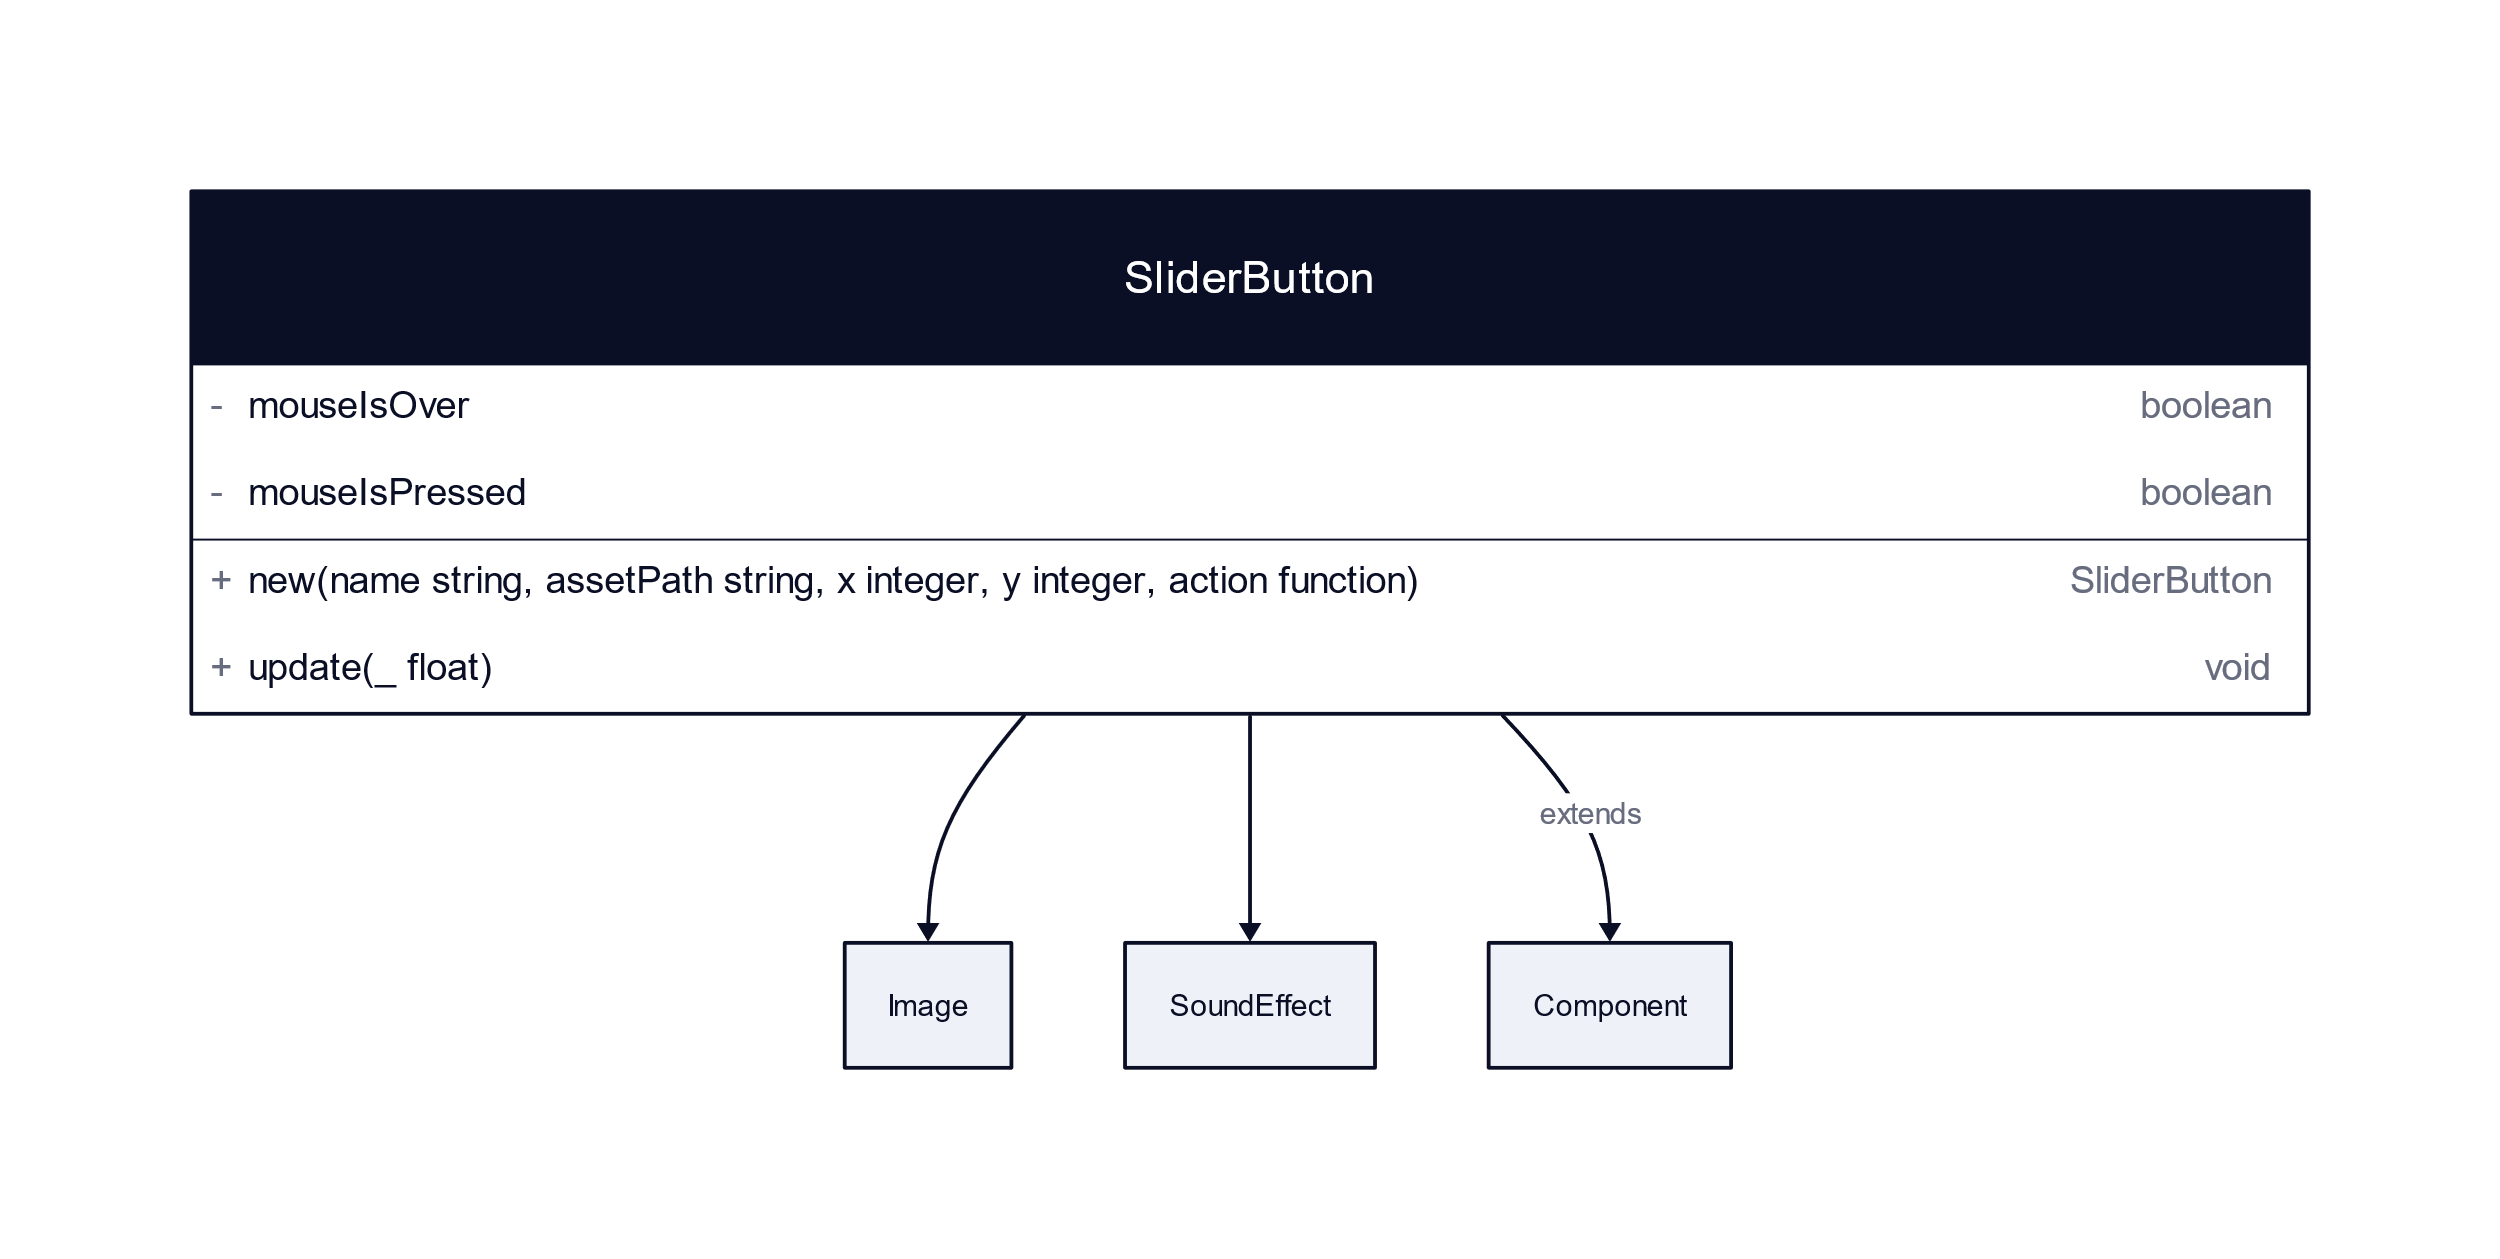 SliderButton
- mouseIsOver boolean
- mouseIsPressed boolean
+ new(name string, assetPath string, x integer, y integer, action function) SliderButton
+ update(_ float) void
extends
Image SoundEffect Component